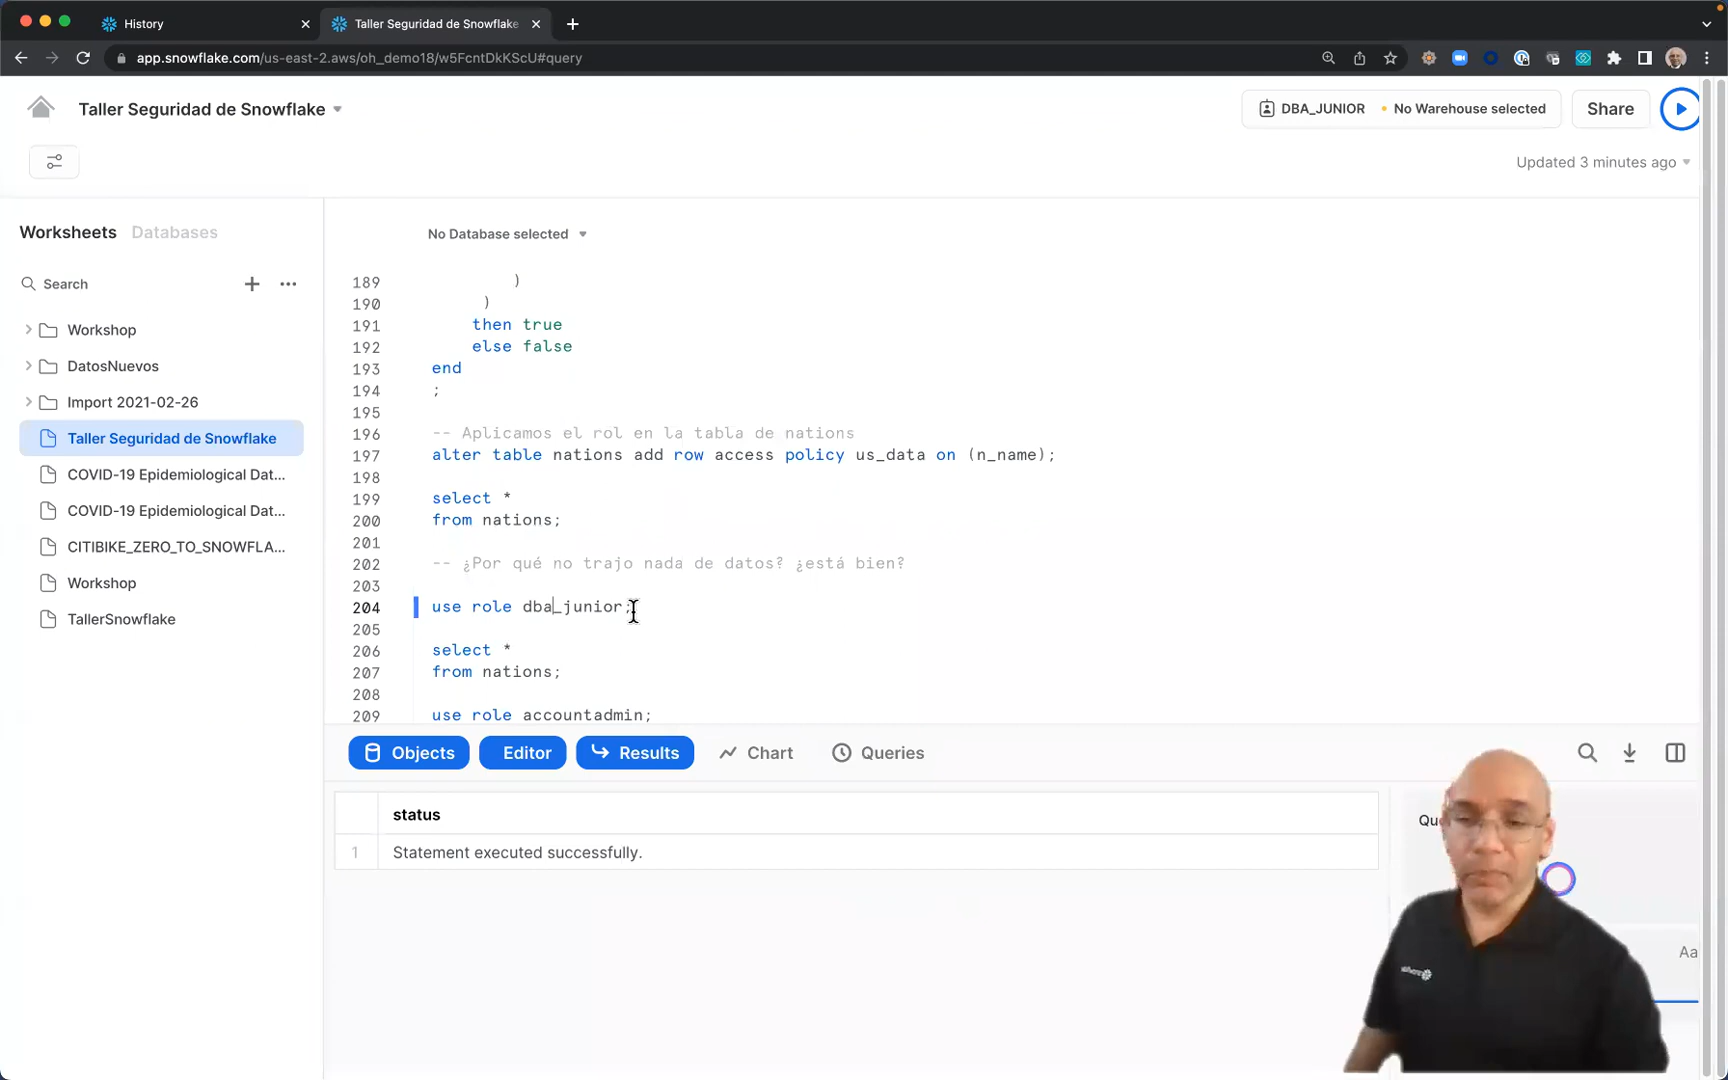 History
Taller Seguridad de Snowflake
app.snowflake.com/us-east-2.aws/oh_demo18/w5FcntDkKScU#query
Taller Seguridad de Snowflake
DBA_JUNIOR
No Warehouse selected
Share
Updated 3 minutes ago
Worksheets
Databases
No Database selected
Search
Workshop
DatosNuevos
Import 2021-02-26
Taller Seguridad de Snowflake
COVID-19 Epidemiological Dat...
COVID-19 Epidemiological Dat...
CITIBIKE_ZERO_TO_SNOWFLA...
Workshop
TallerSnowflake
189 )
190 )
191 then true
192 else false
193 end
194 ;
195
196 -- Aplicamos el rol en la tabla de nations
197 alter table nations add row access policy us_data on (n_name);
198
199 select *
200 from nations;
201
202 -- ¿Por qué no trajo nada de datos? ¿está bien?
203
204 use role dba_junior;
205
206 select *
207 from nations;
208
209 use role accountadmin;
Objects
Editor
Results
Chart
Queries
status
1 Statement executed successfully.
Qu
Aa